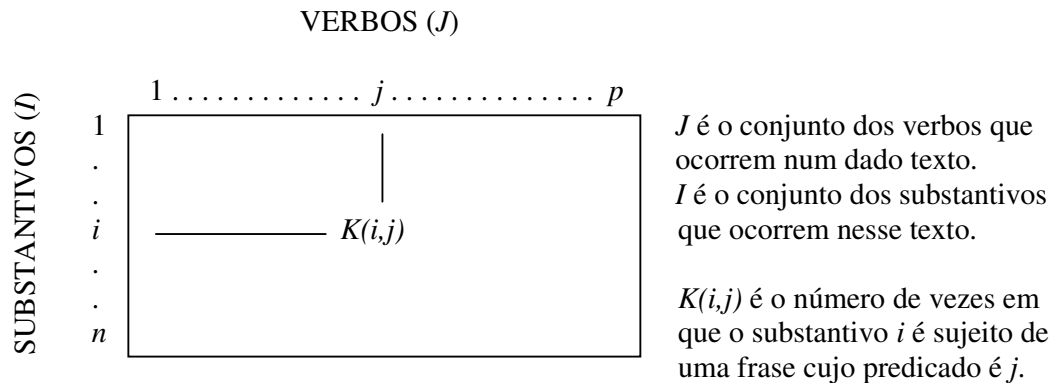 VERBOS (J)
1 . . . . . . . . . . . . . j . . . . . . . . . . . . . . . p
SUBSTANTIVOS (I)
1
.
.
i
.
.
n
K(i,j)
J é o conjunto dos verbos que
ocorrem num dado texto.
I é o conjunto dos substantivos
que ocorrem nesse texto.
K(i,j) é o número de vezes em
que o substantivo i é sujeito de
uma frase cujo predicado é j.